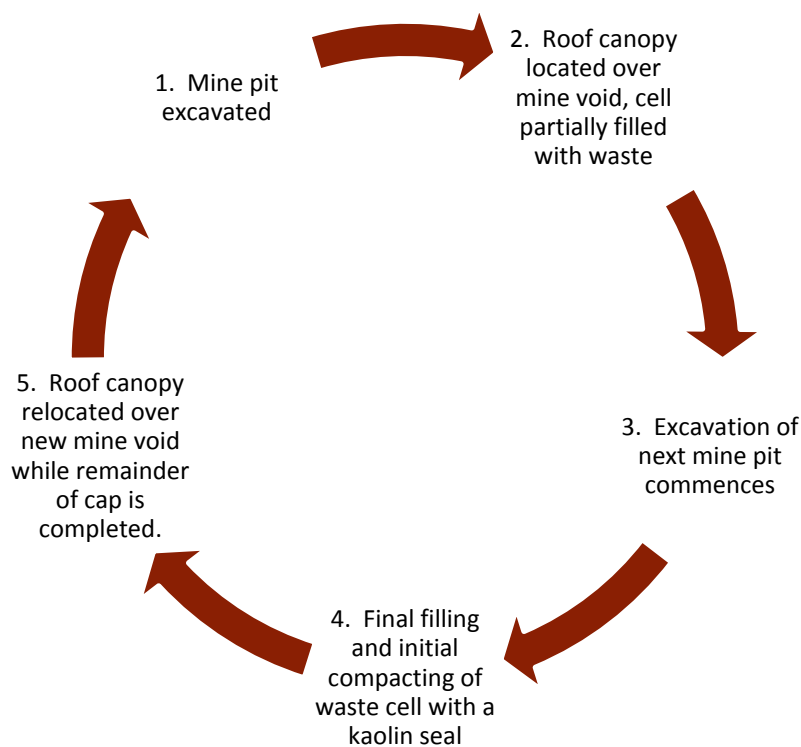 1. Mine pit
excavated
2. Roof canopy
located over
mine void, cell
partially filled
with waste
3. Excavation of
next mine pit
commences
4. Final filling
and initial
compacting of
waste cell with a
kaolin seal
5. Roof canopy
relocated over
new mine void
while remainder
of cap is
completed.